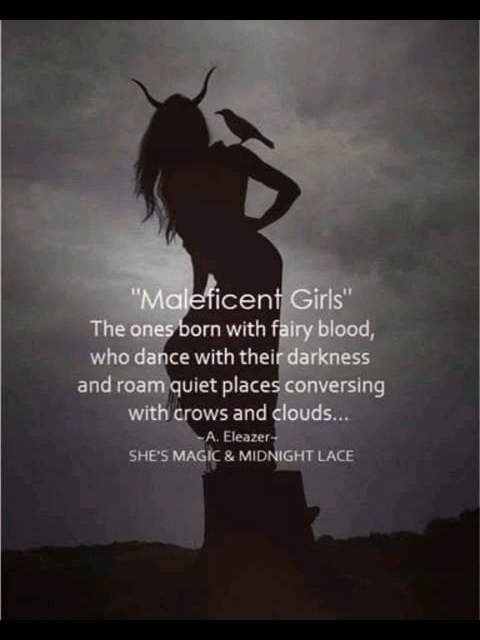 "Maleficent Girls"
The ones born with fairy blood,
who dance with their darkness
and roam quiet places conversing
with crows and clouds...
~A. Eleazer~
SHE'S MAGIC & MIDNIGHT LACE